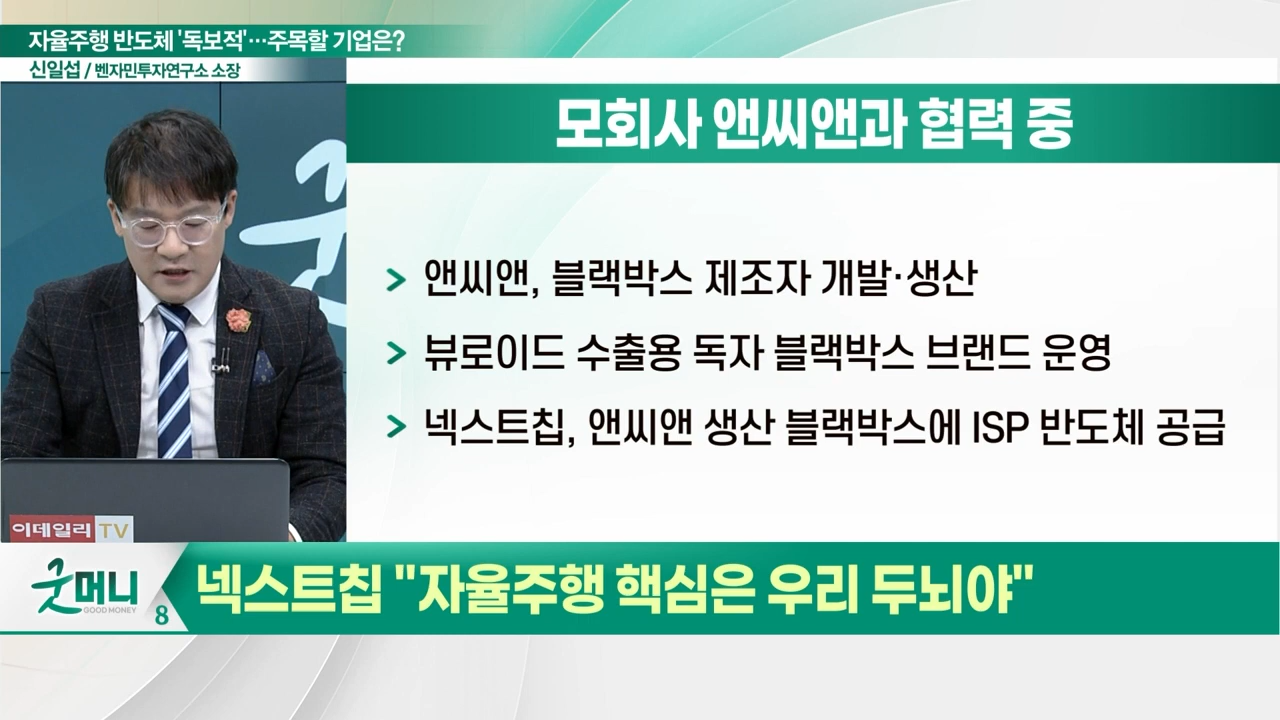 자율주행 반도체 '독보적'…주목할 기업은?
신일섭 / 벤자민투자연구소 소장
모회사 앤씨앤과 협력 중
> 앤씨앤, 블랙박스 제조자 개발·생산
> 뷰로이드 수출용 독자 블랙박스 브랜드 운영
> 넥스트칩, 앤씨앤 생산 블랙박스에 ISP 반도체 공급
이데일리 TV
굿머니
GOOD MONEY
8
넥스트칩 "자율주행 핵심은 우리 두뇌야"